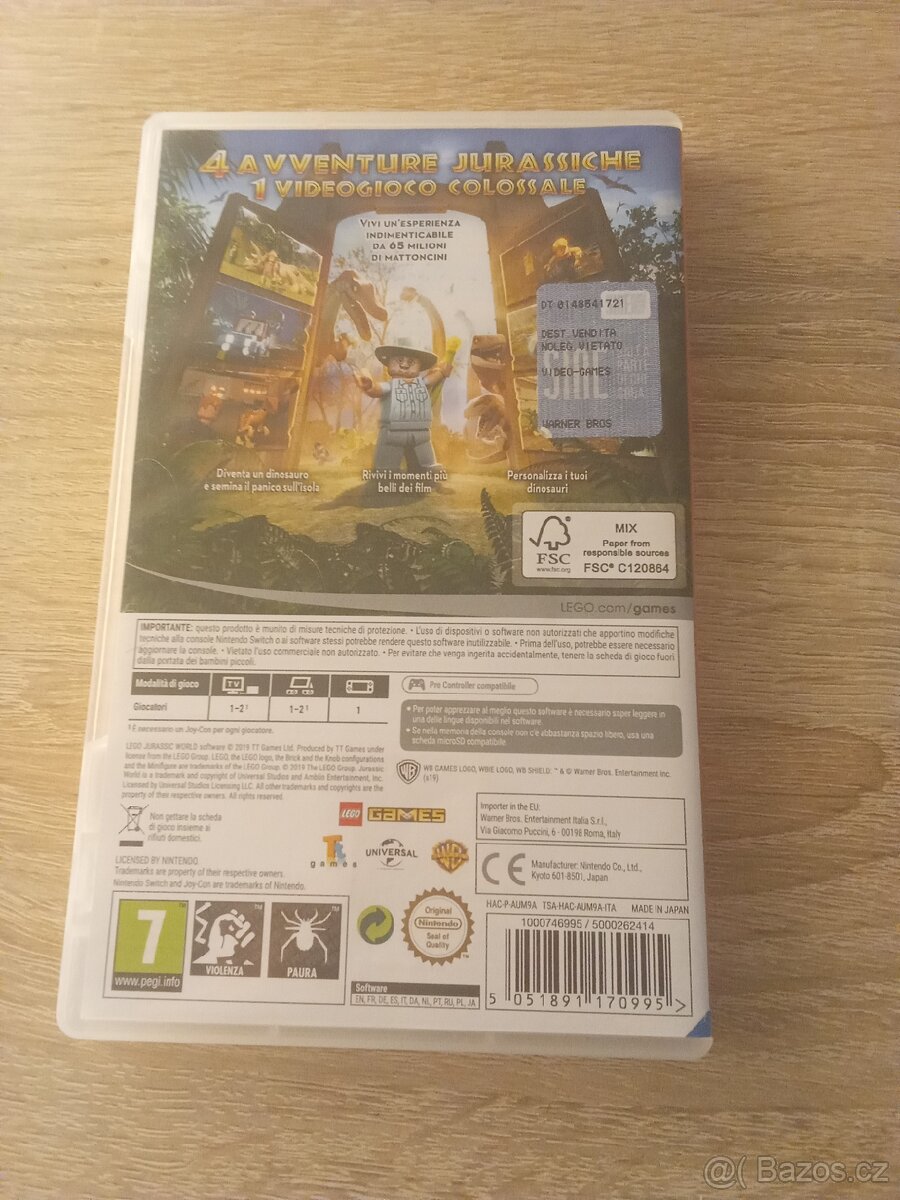 4 AVVENTURE JURASSICHE
1 VIDEOGIOCO COLOSSALE
VIVI UN'ESPERIENZA
INDIMENTICABILE
DA 65 MILIONI
DI MATTONCINI
DT 0148541721
DEST.VENDITA
NOLEG.VIETATO
VIDEO-GAMES
WARNER BROS
Diventa un dinosauro
e semina il panico sull'isola
Rivivi i momenti più
belli dei film
Personalizza i tuoi
dinosauri
FSC
www.fsc.org
MIX
Paper from
responsible sources
FSC® C120864
LEGO.com/games
IMPORTANTE: questo prodotto è munito di misure tecniche di protezione. • L'uso di dispositivi o software non autorizzati che apportino modifiche
tecniche alla console Nintendo Switch o ai software stessi potrebbe rendere questo software inutilizzabile. • Prima dell'uso, potrebbe essere necessario
aggiornare la console. • Vietato l'uso commerciale non autorizzato. • Per evitare che venga ingerita accidentalmente, tenere la scheda di gioco fuori
dalla portata dei bambini piccoli.
Modalità di gioco
TV
Giocatori
1-2¹
1-2¹
1
¹ È necessario un Joy-Con per ogni giocatore.
Pro Controller compatibile
• Per poter apprezzare al meglio questo software è necessario saper leggere in
una delle lingue disponibili nel software.
• Se nella memoria della console non c'è abbastanza spazio libero, usa una
scheda microSD compatibile.
LEGO JURASSIC WORLD software © 2019 TT Games Ltd. Produced by TT Games under
license from the LEGO Group. LEGO, the LEGO logo, the Brick and the Knob configurations
and the Minifigure are trademarks of the LEGO Group. © 2019 The LEGO Group. Jurassic
World is a trademark and copyright of Universal Studios and Amblin Entertainment, Inc.
Licensed by Universal Studios Licensing LLC. All other trademarks and copyrights are the
property of their respective owners. All rights reserved.
WB GAMES LOGO, WBIE LOGO, WB SHIELD: ™ & © Warner Bros. Entertainment Inc.
(s19)
Non gettare la scheda
di gioco insieme ai
rifiuti domestici.
LEGO GAMES
TT games
UNIVERSAL
WB
Importer in the EU:
Warner Bros. Entertainment Italia S.r.l.,
Via Giacomo Puccini, 6 - 00198 Roma, Italy
CE
Manufacturer: Nintendo Co., Ltd.,
Kyoto 601-8501, Japan
LICENSED BY NINTENDO.
Trademarks are property of their respective owners.
Nintendo Switch and Joy-Con are trademarks of Nintendo.
HAC-P-AUM9A TSA-HAC-AUM9A-ITA MADE IN JAPAN
7
www.pegi.info
VIOLENZA
PAURA
Original
Nintendo
Seal of
Quality
Software
EN, FR, DE, ES, IT, DA, NL, PT, RU, PL, JA
1000746995 / 5000262414
5 051891 170995 >
@( Bazos.cz